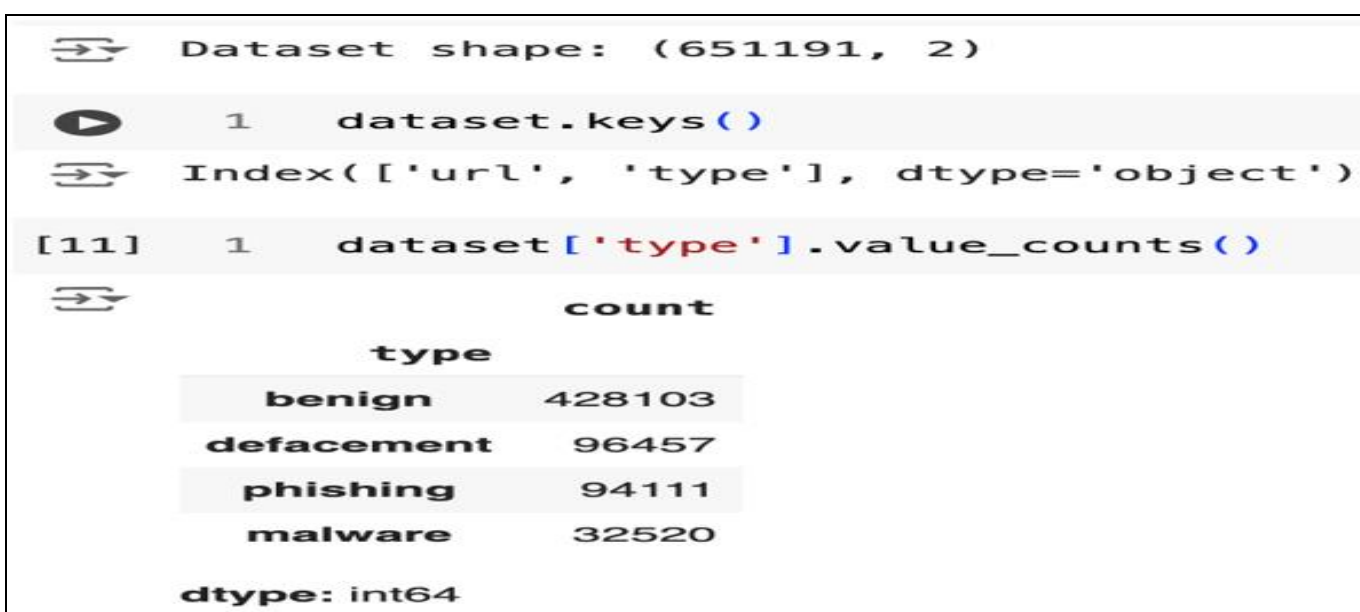 Dataset shape: (651191, 2)
1 dataset.keys()
Index(['url', 'type'], dtype='object')
[11] 1 dataset['type'].value_counts()
count
type
benign 428103
defacement 96457
phishing 94111
malware 32520
dtype: int64